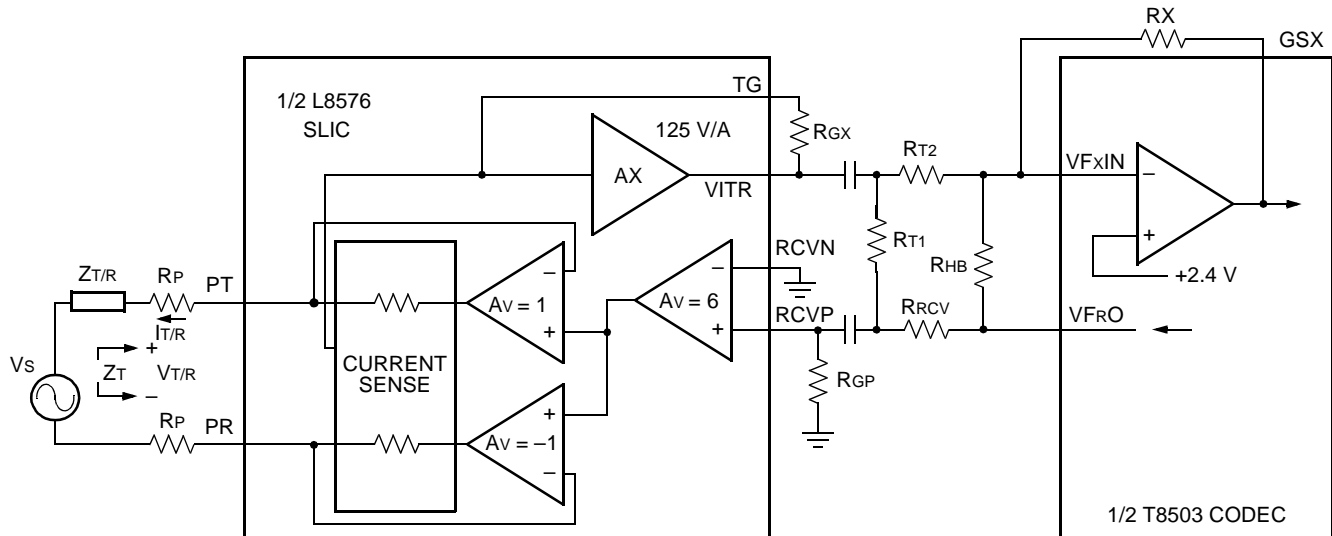 RX
GSX
TG
1/2 L8576
SLIC
125 V/A
RGX
RT2
VFXIN
AX
VITR
−
+
+2.4 V
RT1
RHB
RCVN
RCVP
−
AV = 6
+
−
AV = 1
+
ZT/R
RP
PT
IT/R
RRCV
VFRO
CURRENT
SENSE
VS
ZT
+
VT/R
−
RGP
RP
PR
+
AV = −1
−
1/2 T8503 CODEC